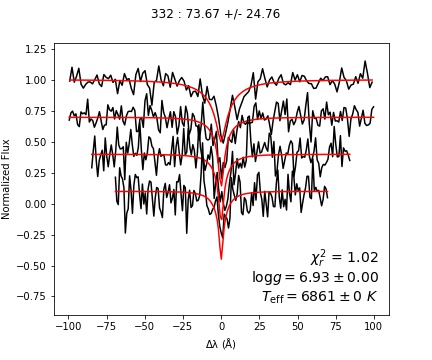 332 : 73.67 +/- 24.76
Normalized Flux
1.25
1.00
0.75
0.50
0.25
0.00
−0.25
−0.50
−0.75
χ²ᵣ = 1.02
log g = 6.93 ± 0.00
T_eff = 6861 ± 0 K
−100 −75 −50 −25 0 25 50 75 100
Δλ (Å)